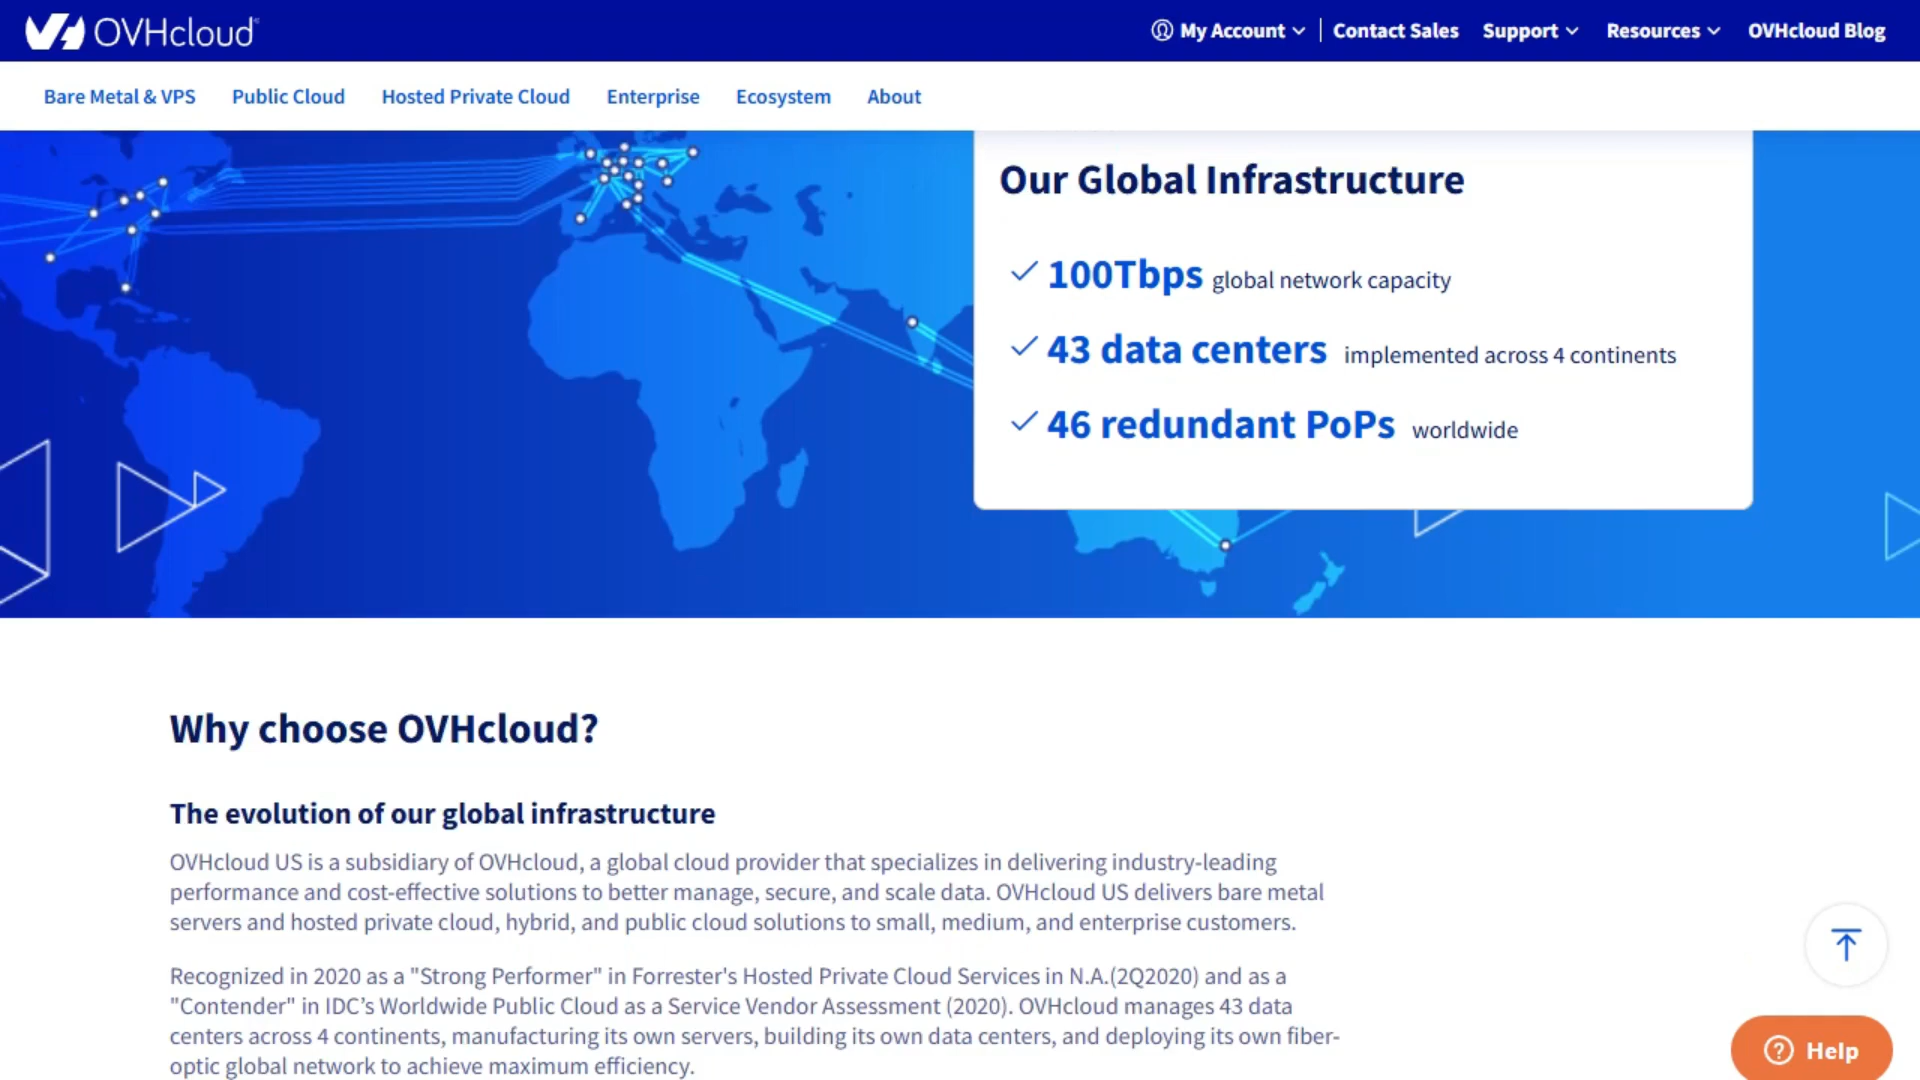 OVHcloud
My Account
Contact Sales
Support
Resources
OVHcloud Blog
Bare Metal & VPS
Public Cloud
Hosted Private Cloud
Enterprise
Ecosystem
About
Our Global Infrastructure
100Tbps global network capacity
43 data centers implemented across 4 continents
46 redundant PoPs worldwide
Why choose OVHcloud?
The evolution of our global infrastructure
OVHcloud US is a subsidiary of OVHcloud, a global cloud provider that specializes in delivering industry-leading
performance and cost-effective solutions to better manage, secure, and scale data. OVHcloud US delivers bare metal
servers and hosted private cloud, hybrid, and public cloud solutions to small, medium, and enterprise customers.
Recognized in 2020 as a "Strong Performer" in Forrester's Hosted Private Cloud Services in N.A.(2Q2020) and as a
"Contender" in IDC’s Worldwide Public Cloud as a Service Vendor Assessment (2020). OVHcloud manages 43 data
centers across 4 continents, manufacturing its own servers, building its own data centers, and deploying its own fiber-
optic global network to achieve maximum efficiency.
Help